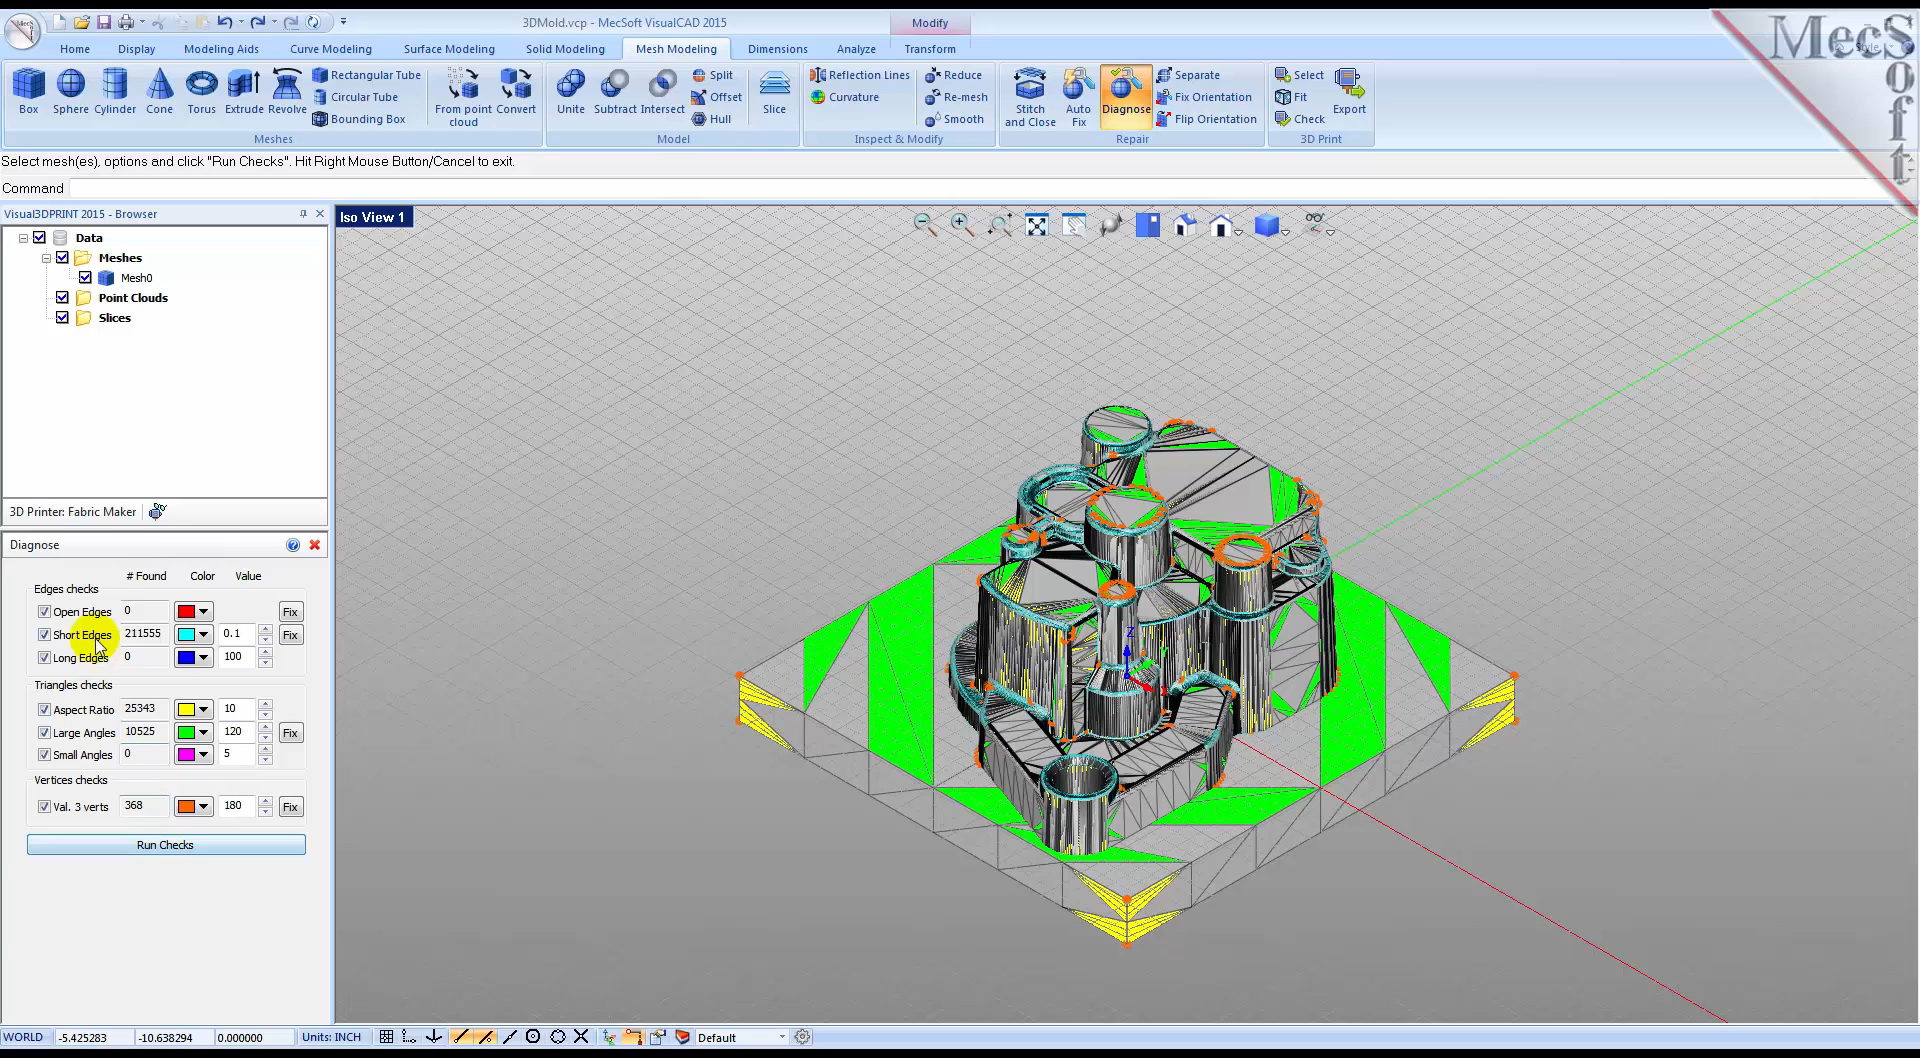 3DMold.vcp - MecSoft VisualCAD 2015
Modify
MecSoft
Home
Display
Modeling Aids
Curve Modeling
Surface Modeling
Solid Modeling
Mesh Modeling
Dimensions
Analyze
Transform
Box
Sphere
Cylinder
Cone
Torus
Extrude
Revolve
Rectangular Tube
Circular Tube
Bounding Box
From point
cloud
Convert
Unite
Subtract
Intersect
Split
Offset
Hull
Slice
Reflection Lines
Curvature
Reduce
Re-mesh
Smooth
Stitch
and Close
Auto
Fix
Diagnose
Separate
Fix Orientation
Flip Orientation
Select
Fit
Check
Export
Meshes
Model
Inspect & Modify
Repair
3D Print
Select mesh(es), options and click "Run Checks". Hit Right Mouse Button/Cancel to exit.
Command
Visual3DPRINT 2015 - Browser
Iso View 1
Data
Meshes
Mesh0
Point Clouds
Slices
3D Printer: Fabric Maker
Diagnose
# Found Color Value
Edges checks
Open Edges 0 Fix
Short Edges 211555 0.1 Fix
Long Edges 0 100
Triangles checks
Aspect Ratio 25343 10
Large Angles 10525 120 Fix
Small Angles 0 5
Vertices checks
Val. 3 verts 368 180 Fix
Run Checks
Z
WORLD -5.425283 -10.638294 0.000000 Units: INCH Default